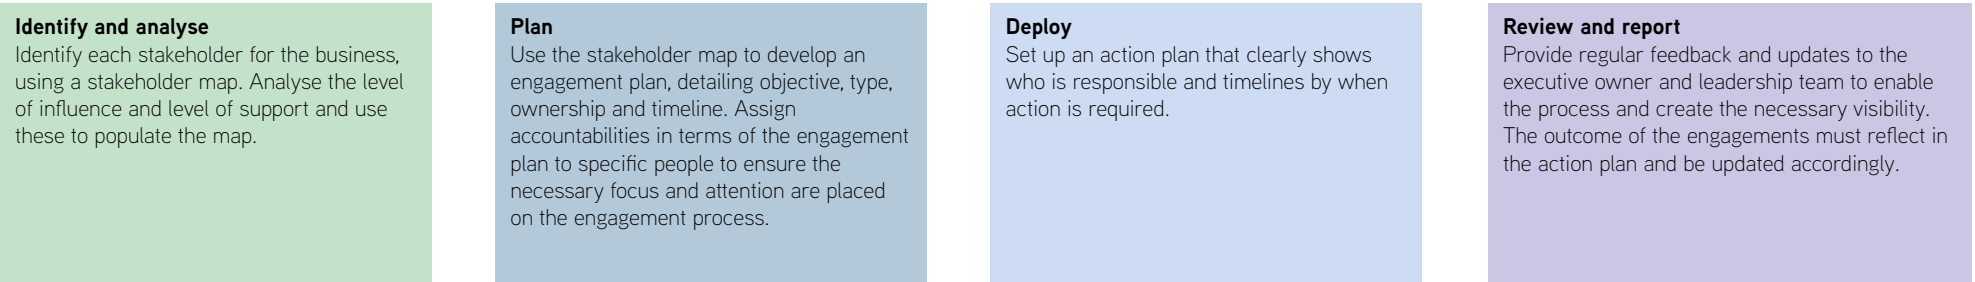 Identify and analyse
Identify each stakeholder for the business,
using a stakeholder map. Analyse the level
of influence and level of support and use
these to populate the map.
Plan
Use the stakeholder map to develop an
engagement plan, detailing objective, type,
ownership and timeline. Assign
accountabilities in terms of the engagement
plan to specific people to ensure the
necessary focus and attention are placed
on the engagement process.
Deploy
Set up an action plan that clearly shows
who is responsible and timelines by when
action is required.
Review and report
Provide regular feedback and updates to the
executive owner and leadership team to enable
the process and create the necessary visibility.
The outcome of the engagements must reflect in
the action plan and be updated accordingly.